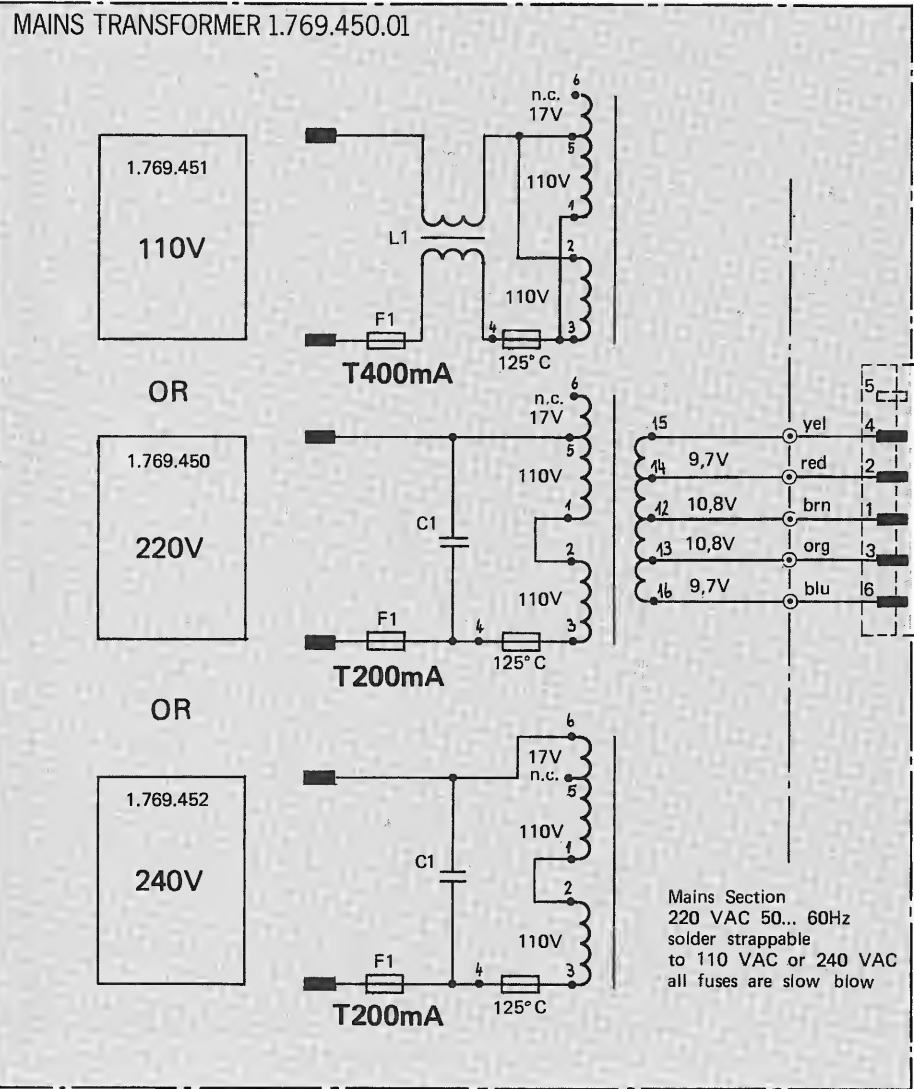 MAINS TRANSFORMER 1.769.450.01
1.769.451
110V
L1
F1
T400mA
6
n.c.
17V
5
110V
1
2
110V
4
3
125°C
OR
1.769.450
220V
C1
F1
T200mA
6
n.c.
17V
5
110V
1
2
110V
4
3
125°C
15
14
12
13
16
9,7V
10,8V
10,8V
9,7V
yel
red
brn
org
blu
5
4
2
1
3
6
OR
1.769.452
240V
C1
F1
T200mA
6
17V
n.c.
5
110V
1
2
110V
4
3
125°C
Mains Section
220 VAC 50... 60Hz
solder strappable
to 110 VAC or 240 VAC
all fuses are slow blow